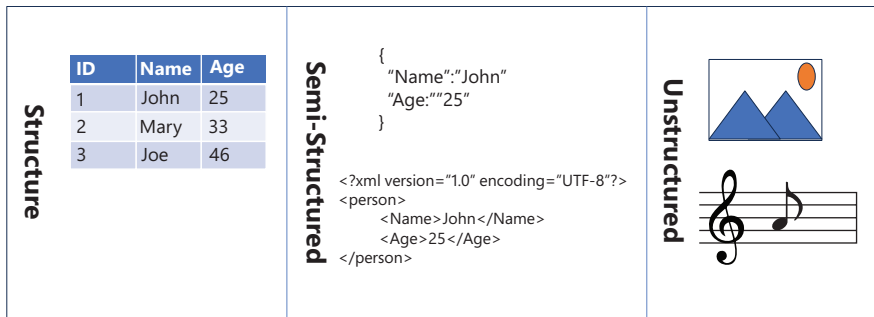 Structure
ID Name Age
1 John 25
2 Mary 33
3 Joe 46
Semi-Structured
{
“Name”:”John”
“Age:””25”
}
<?xml version=”1.0” encoding=”UTF-8”?>
<person>
<Name>John</Name>
<Age>25</Age>
</person>
Unstructured